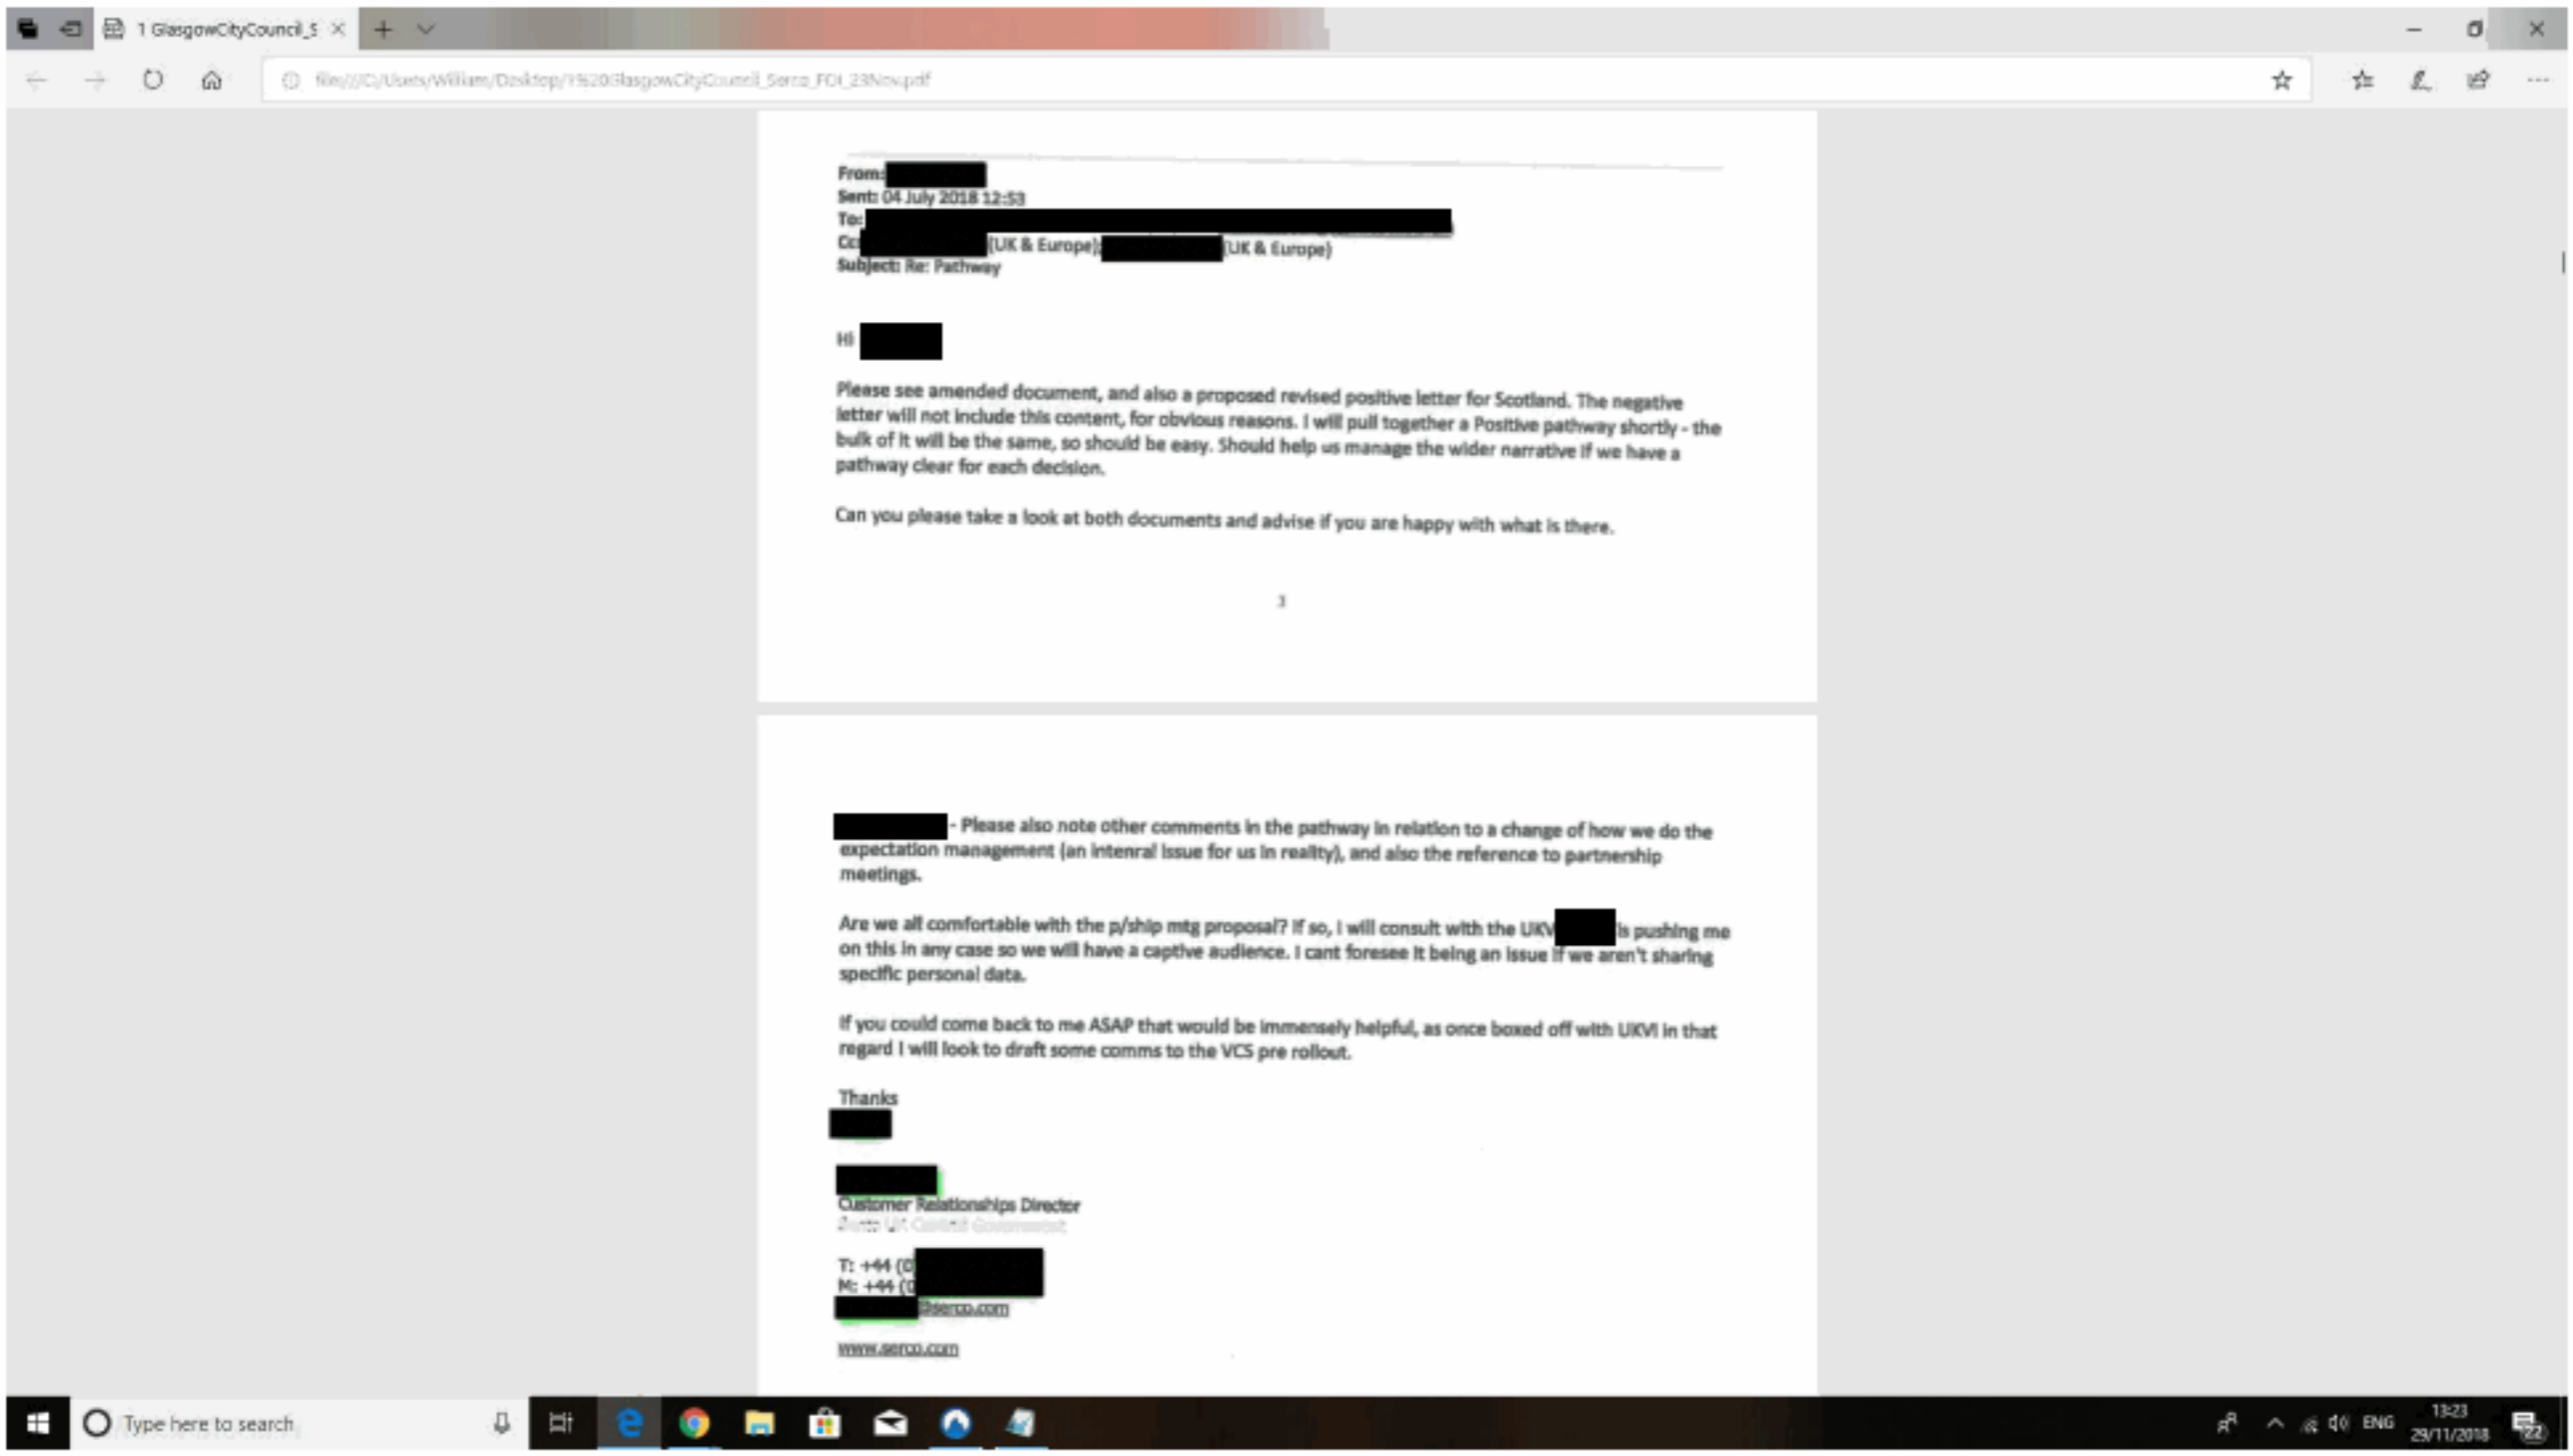 1 GlasgowCityCouncil_S
file:///C:/Users/William/Desktop/1%20GlasgowCityCouncil_Serco_FOI_23Nov.pdf
From:
Sent: 04 July 2018 12:53
To:
Cc: (UK & Europe); (UK & Europe)
Subject: Re: Pathway
Hi
Please see amended document, and also a proposed revised positive letter for Scotland. The negative
letter will not include this content, for obvious reasons. I will pull together a Positive pathway shortly - the
bulk of it will be the same, so should be easy. Should help us manage the wider narrative if we have a
pathway clear for each decision.
Can you please take a look at both documents and advise if you are happy with what is there.
3
- Please also note other comments in the pathway in relation to a change of how we do the
expectation management (an intenral issue for us in reality), and also the reference to partnership
meetings.
Are we all comfortable with the p/ship mtg proposal? If so, I will consult with the UKV is pushing me
on this in any case so we will have a captive audience. I cant foresee it being an issue if we aren't sharing
specific personal data.
If you could come back to me ASAP that would be immensely helpful, as once boxed off with UKVI in that
regard I will look to draft some comms to the VCS pre rollout.
Thanks
Customer Relationships Director
T: +44 (0
M: +44 (0
@serco.com
www.serco.com
Type here to search
ENG
13:23
29/11/2018
22